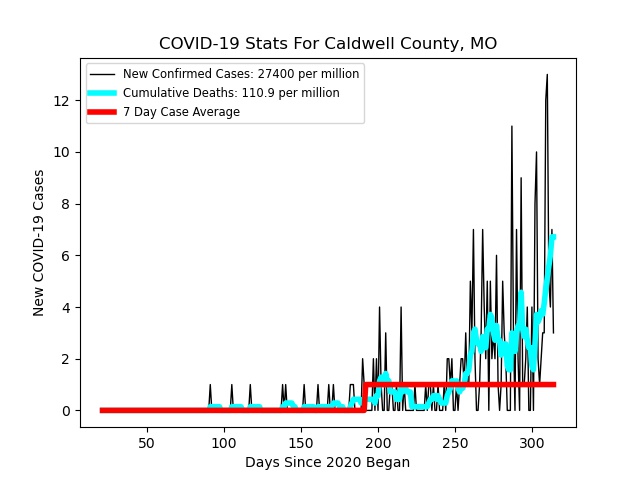 COVID-19 Stats For Caldwell County, MO
New Confirmed Cases: 27400 per million
Cumulative Deaths: 110.9 per million
7 Day Case Average
12
10
8
6
4
2
0
New COVID-19 Cases
50 100 150 200 250 300
Days Since 2020 Began